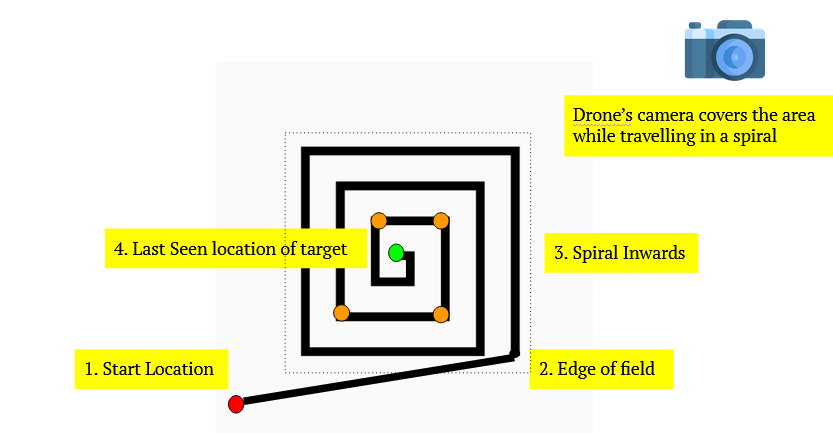 Drone’s camera covers the area
while travelling in a spiral
4. Last Seen location of target
3. Spiral Inwards
1. Start Location
2. Edge of field